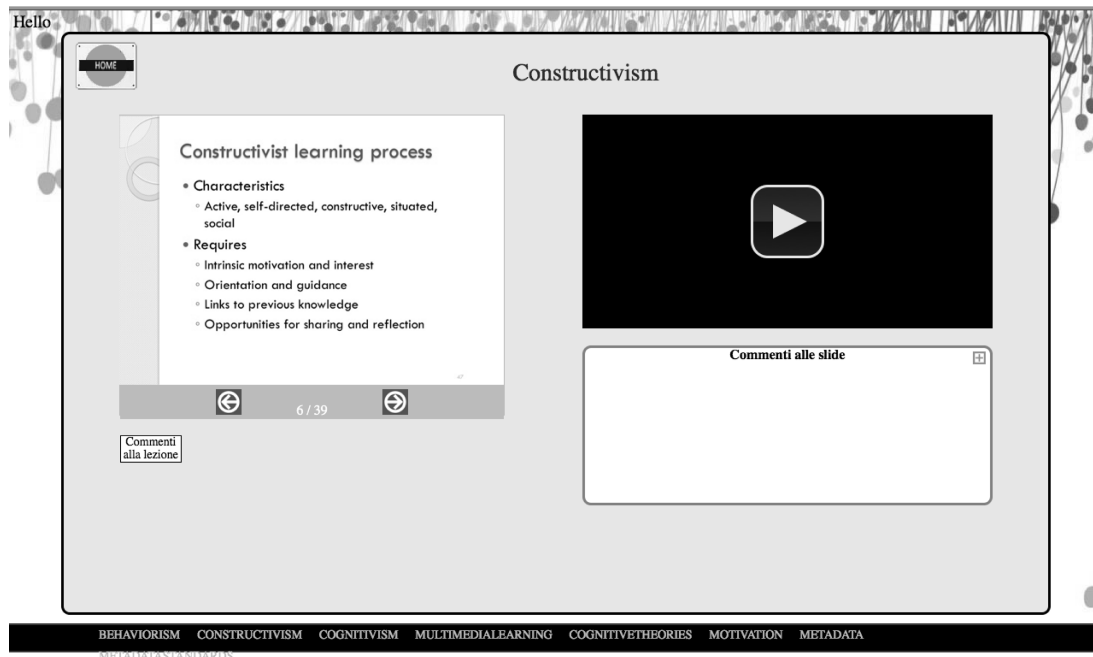 Hello
HOME
Constructivism
Constructivist learning process
• Characteristics
◦ Active, self-directed, constructive, situated,
social
• Requires
◦ Intrinsic motivation and interest
◦ Orientation and guidance
◦ Links to previous knowledge
◦ Opportunities for sharing and reflection
6 / 39
Commenti
alla lezione
Commenti alle slide
BEHAVIORISM CONSTRUCTIVISM COGNITIVISM MULTIMEDIALEARNING COGNITIVETHEORIES MOTIVATION METADATA
METADATASTANDARDS